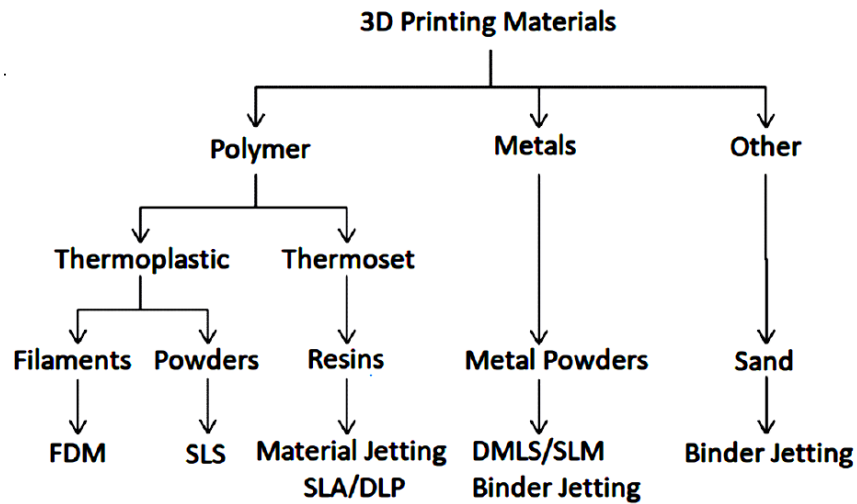 3D Printing Materials
Polymer Metals Other
Thermoplastic Thermoset
Filaments Powders Resins Metal Powders Sand
FDM SLS Material Jetting DMLS/SLM Binder Jetting
SLA/DLP Binder Jetting